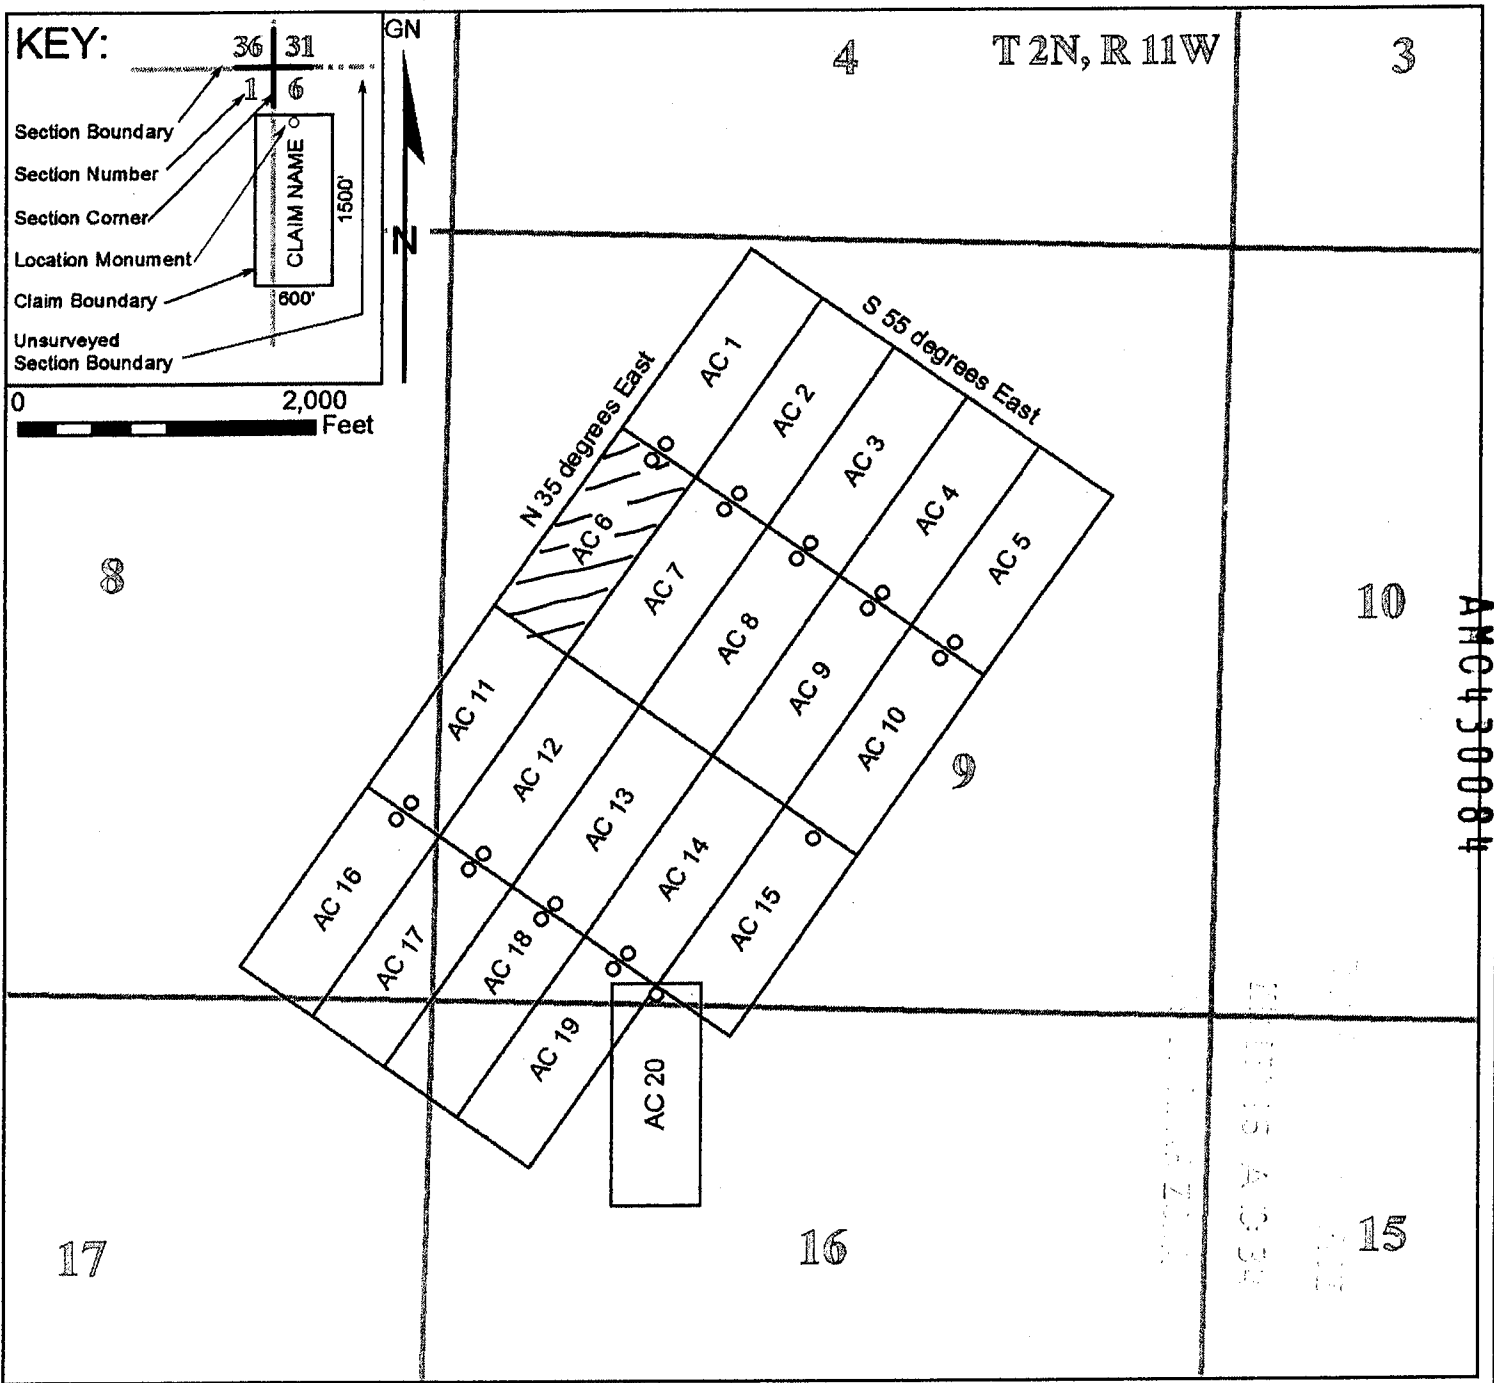 KEY:
36 31
1 6
Section Boundary
Section Number
Section Corner
Location Monument
Claim Boundary
Unsurveyed
Section Boundary
CLAIM NAME
1500'
600'
GN
N
0 2,000
Feet
4
T 2N, R 11W
3
S 55 degrees East
N 35 degrees East
AC 1
AC 2
AC 3
AC 4
AC 5
AC 6
AC 7
AC 8
AC 9
AC 10
8
10
9
AMC430084
AC 11
AC 12
AC 13
AC 14
AC 15
AC 16
AC 17
AC 18
AC 19
AC 20
17
16
15